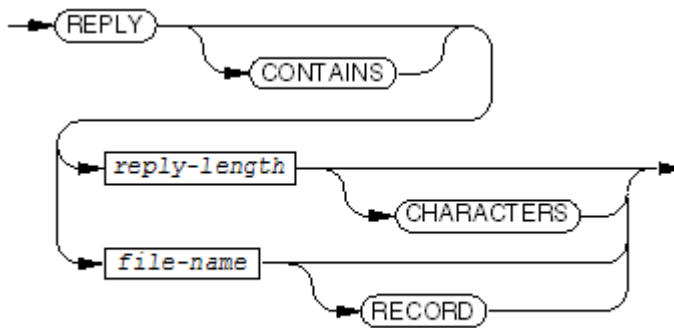 REPLY
CONTAINS
reply-length
CHARACTERS
file-name
RECORD